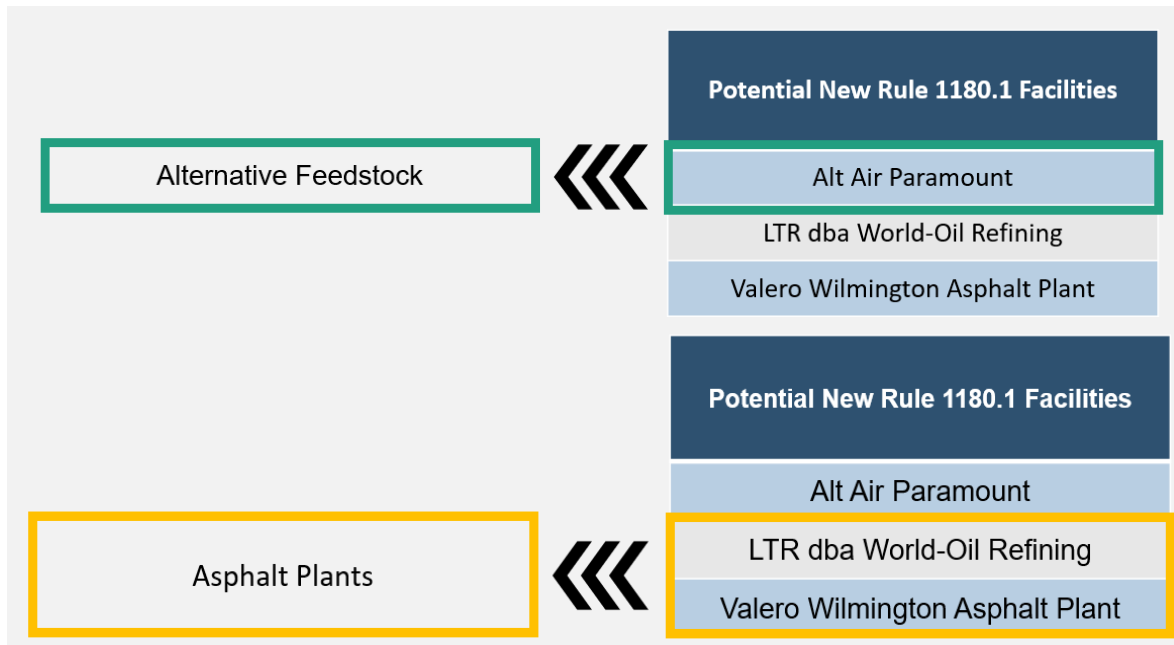 Potential New Rule 1180.1 Facilities
Alternative Feedstock
Alt Air Paramount
LTR dba World-Oil Refining
Valero Wilmington Asphalt Plant
Potential New Rule 1180.1 Facilities
Alt Air Paramount
Asphalt Plants
LTR dba World-Oil Refining
Valero Wilmington Asphalt Plant